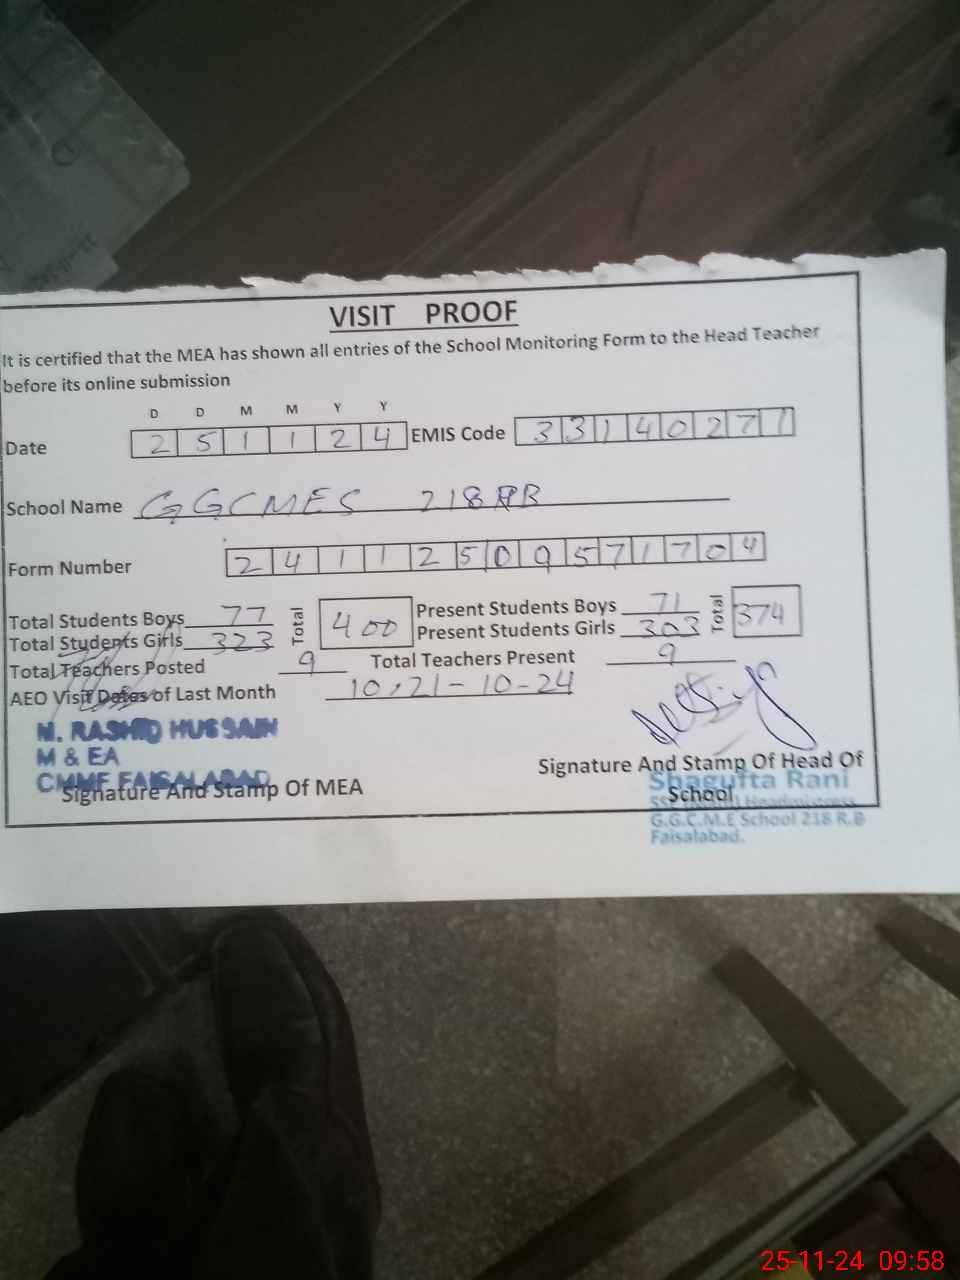 VISIT PROOF
It is certified that the MEA has shown all entries of the School Monitoring Form to the Head Teacher
before its online submission
D D M M Y Y
Date 2 5 1 1 2 4 EMIS Code 3 3 1 4 0 2 7 1
School Name GGCMES 218 RB
Form Number 2 4 1 1 2 5 0 9 5 7 1 7 0 4
Total Students Boys 77 Total 400 Present Students Boys 71 Total 374
Total Students Girls 323 Present Students Girls 303
Total Teachers Posted 9 Total Teachers Present 9
AEO Visit Dates of Last Month 10,21-10-24
M. RASHID HUSSAIN
M & EA
CMMF FAISALABAD
Signature And Stamp Of MEA
Signature And Stamp Of Head Of
School
Shagufta Rani
Headmistress
G.G.C.M.E School 218 R.B
Faisalabad.
25-11-24 09:58